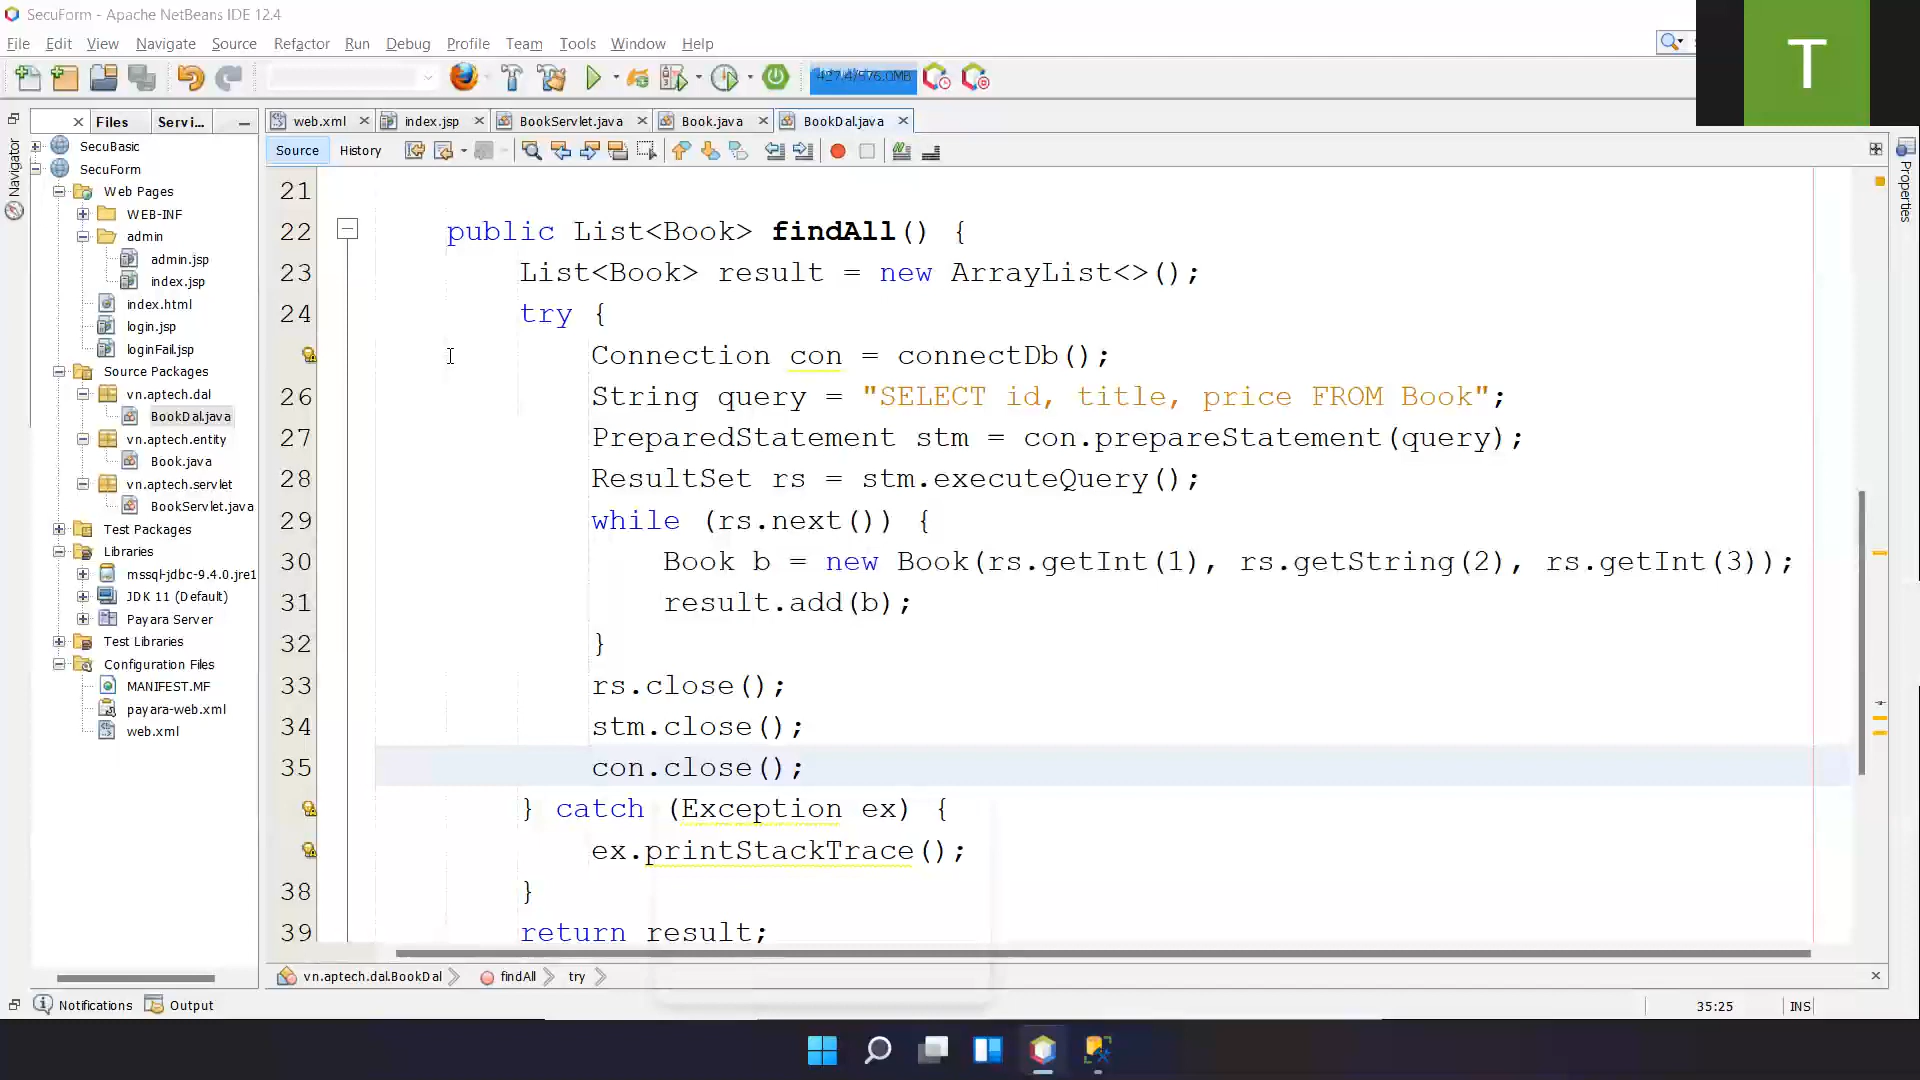 SecuForm - Apache NetBeans IDE 12.4
File Edit View Navigate Source Refactor Run Debug Profile Team Tools Window Help
T
427.4/576.0MB
Files Servi...
web.xml index.jsp BookServlet.java Book.java BookDal.java
Source History
Navigator
Properties
SecuBasic
SecuForm
Web Pages
WEB-INF
admin
admin.jsp
index.jsp
index.html
login.jsp
loginFail.jsp
Source Packages
vn.aptech.dal
BookDal.java
vn.aptech.entity
Book.java
vn.aptech.servlet
BookServlet.java
Test Packages
Libraries
mssql-jdbc-9.4.0.jre1
JDK 11 (Default)
Payara Server
Test Libraries
Configuration Files
MANIFEST.MF
payara-web.xml
web.xml
21
22 public List<Book> findAll() {
23 List<Book> result = new ArrayList<>();
24 try {
Connection con = connectDb();
26 String query = "SELECT id, title, price FROM Book";
27 PreparedStatement stm = con.prepareStatement(query);
28 ResultSet rs = stm.executeQuery();
29 while (rs.next()) {
30 Book b = new Book(rs.getInt(1), rs.getString(2), rs.getInt(3));
31 result.add(b);
32 }
33 rs.close();
34 stm.close();
35 con.close();
} catch (Exception ex) {
ex.printStackTrace();
38 }
39 return result;
vn.aptech.dal.BookDal findAll try
Notifications Output
35:25 INS